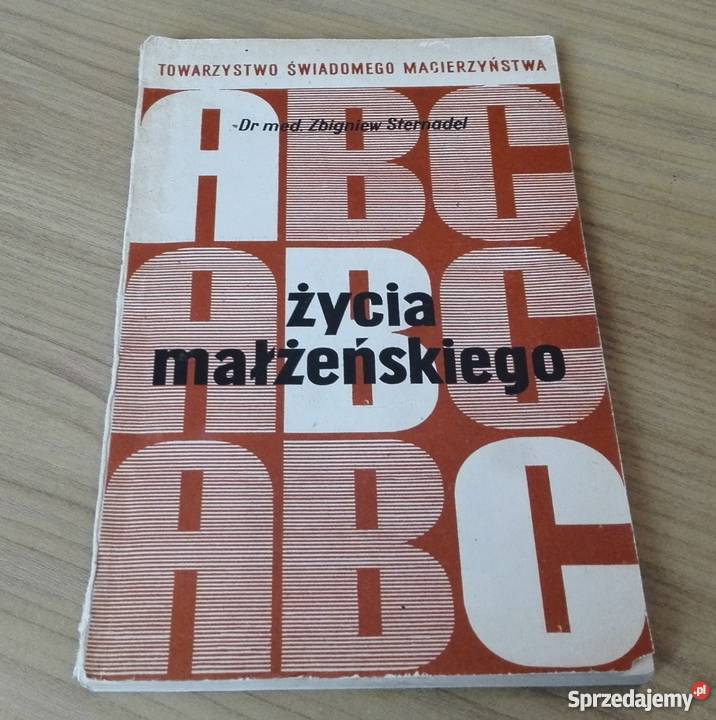 TOWARZYSTWO ŚWIADOMEGO MACIERZYŃSTWA
ABC
Dr med. Zbigniew Sternadel
ABC
życia
małżeńskiego
ABC
Sprzedajemy.pl